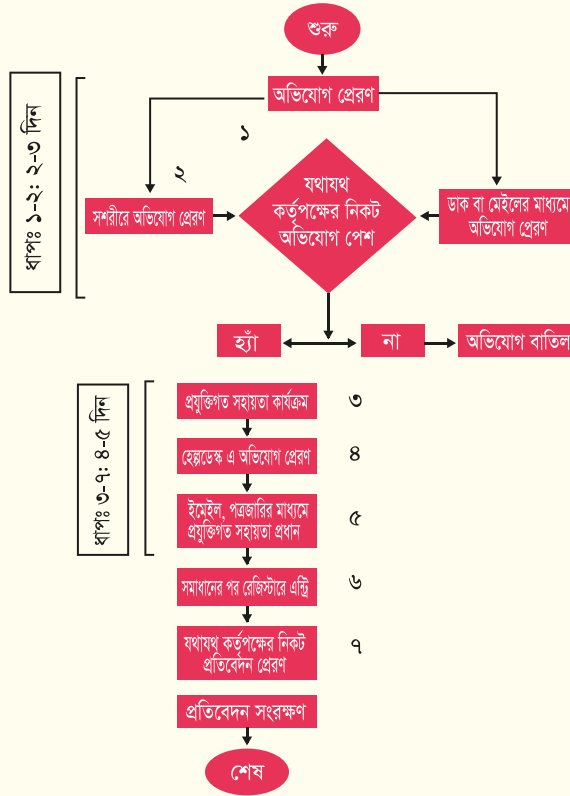 শুরু
অভিযোগ প্রেরণ
ধাপঃ ১-২: ২-৩ দিন
১
২
সশরীরে অভিযোগ প্রেরণ
যথাযথ
কর্তৃপক্ষের নিকট
অভিযোগ পেশ
ডাক বা মেইলের মাধ্যমে
অভিযোগ প্রেরণ
হ্যাঁ
না
অভিযোগ বাতিল
ধাপঃ ৩-৭: ৪-৫ দিন
প্রযুক্তিগত সহায়তা কার্যক্রম
৩
হেল্পডেস্ক এ অভিযোগ প্রেরণ
৪
ইমেইল, পত্রজারির মাধ্যমে
প্রযুক্তিগত সহায়তা প্রধান
৫
সমাধানের পর রেজিস্টারে এন্ট্রি
৬
যথাযথ কর্তৃপক্ষের নিকট
প্রতিবেদন প্রেরণ
৭
প্রতিবেদন সংরক্ষণ
শেষ